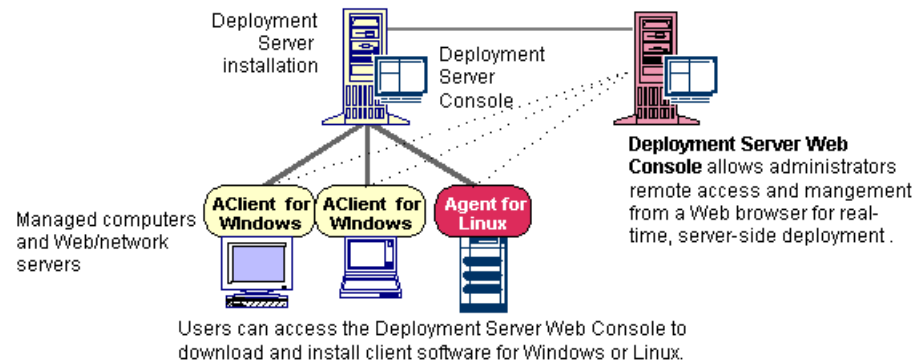 Deployment
Server
installation
Deployment
Server
Console
Deployment Server Web
Console allows administrators
remote access and mangement
from a Web browser for real-
time, server-side deployment .
AClient for
Windows
AClient for
Windows
Agent for
Linux
Managed computers
and Web/network
servers
Users can access the Deployment Server Web Console to
download and install client software for Windows or Linux.